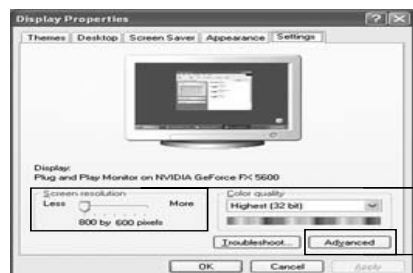 Display Properties
Themes Desktop Screen Saver Appearance Settings
Display:
Plug and Play Monitor on NVIDIA GeForce FX 5600
Screen resolution
Less More
800 by 600 pixels
Color quality
Highest (32 bit)
Troubleshoot... Advanced
OK Cancel Apply